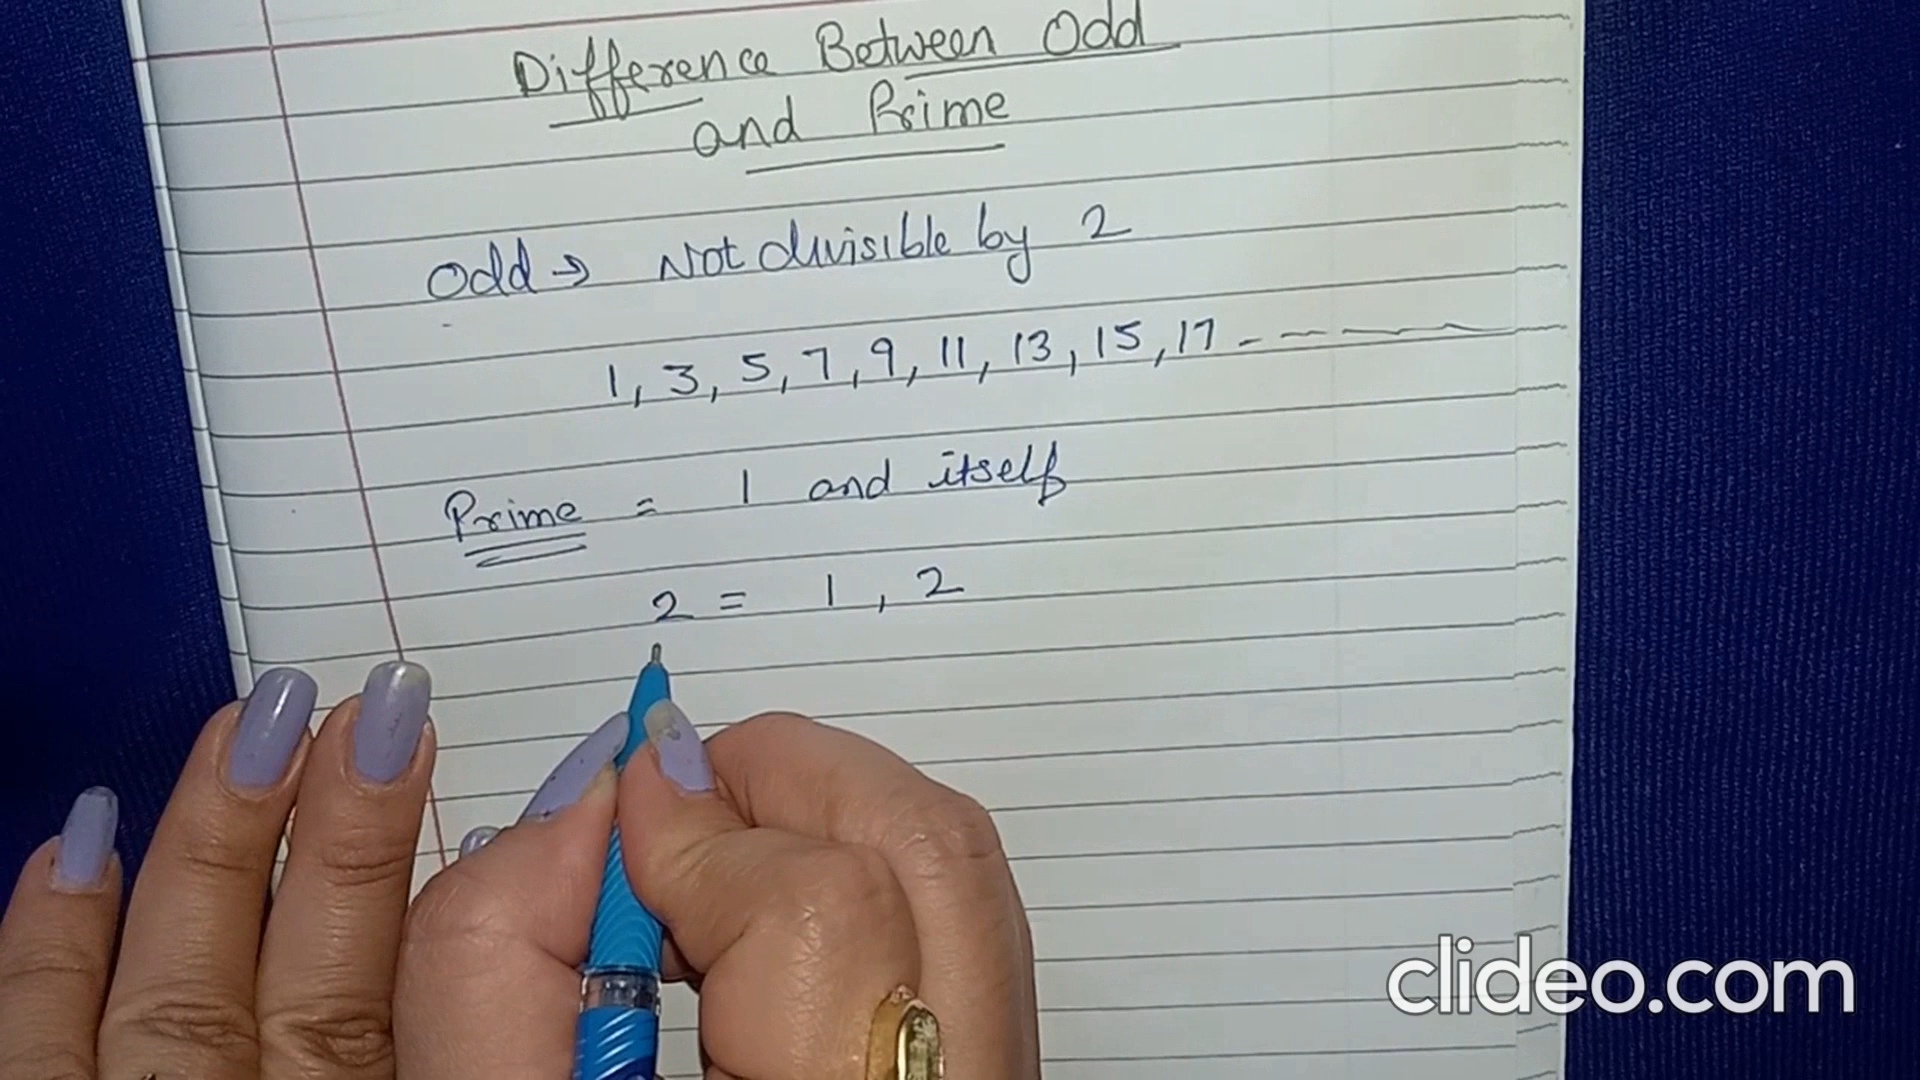 Difference Between Odd
and Prime
Odd → Not divisible by 2
1, 3, 5, 7, 9, 11, 13, 15, 17 - - - -
Prime = 1 and itself
2 = 1, 2
clideo.com